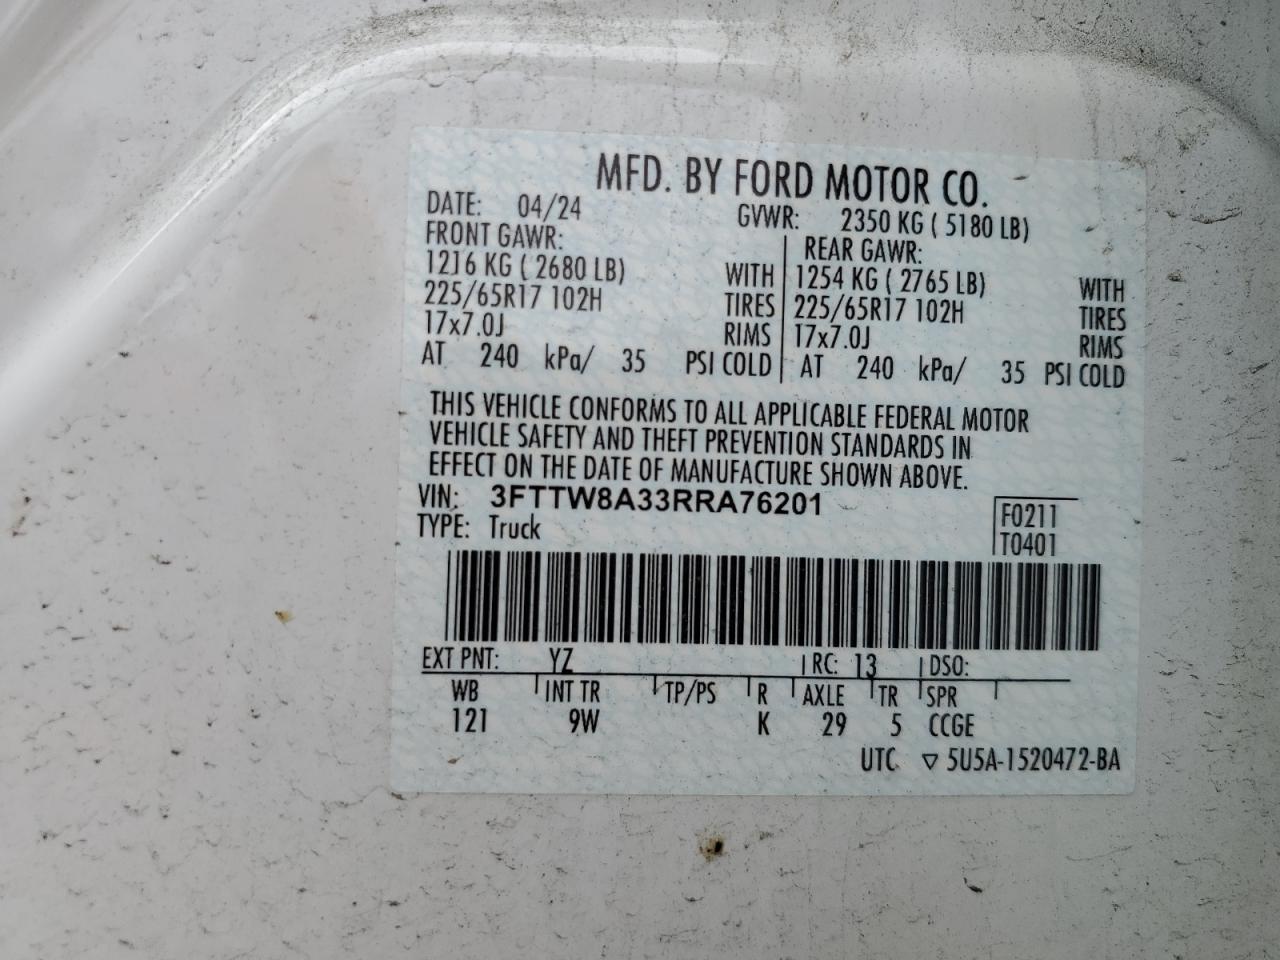 MFD. BY FORD MOTOR CO.
DATE: 04/24 GVWR: 2350 KG ( 5180 LB)
FRONT GAWR: REAR GAWR:
1216 KG ( 2680 LB) WITH 1254 KG ( 2765 LB) WITH
225/65R17 102H TIRES 225/65R17 102H TIRES
17x7.0J RIMS 17x7.0J RIMS
AT 240 kPa/ 35 PSI COLD AT 240 kPa/ 35 PSI COLD
THIS VEHICLE CONFORMS TO ALL APPLICABLE FEDERAL MOTOR
VEHICLE SAFETY AND THEFT PREVENTION STANDARDS IN
EFFECT ON THE DATE OF MANUFACTURE SHOWN ABOVE.
VIN: 3FTTW8A33RRA76201
TYPE: Truck
F0211
T0401
EXT PNT: YZ RC: 13 DSO:
WB INT TR TP/PS R AXLE TR SPR
121 9W K 29 5 CCGE
UTC ▽ 5U5A-1520472-BA